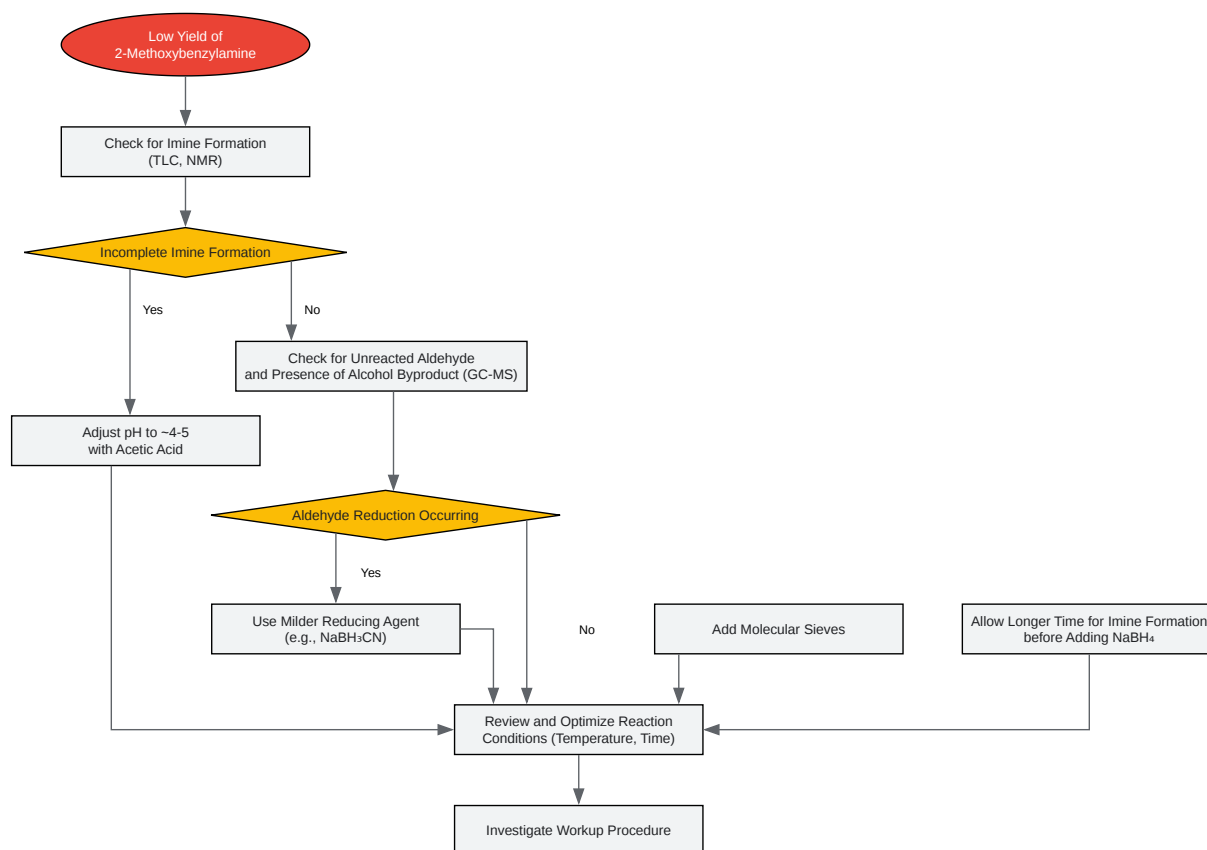 Low Yield of
2-Methoxybenzylamine
Check for Imine Formation
(TLC, NMR)
Incomplete Imine Formation
Yes
No
Check for Unreacted Aldehyde
and Presence of Alcohol Byproduct (GC-MS)
Adjust pH to ~4-5
with Acetic Acid
Aldehyde Reduction Occurring
Yes
No
Use Milder Reducing Agent
(e.g., NaBH₃CN)
Add Molecular Sieves
Allow Longer Time for Imine Formation
before Adding NaBH₄
Review and Optimize Reaction
Conditions (Temperature, Time)
Investigate Workup Procedure